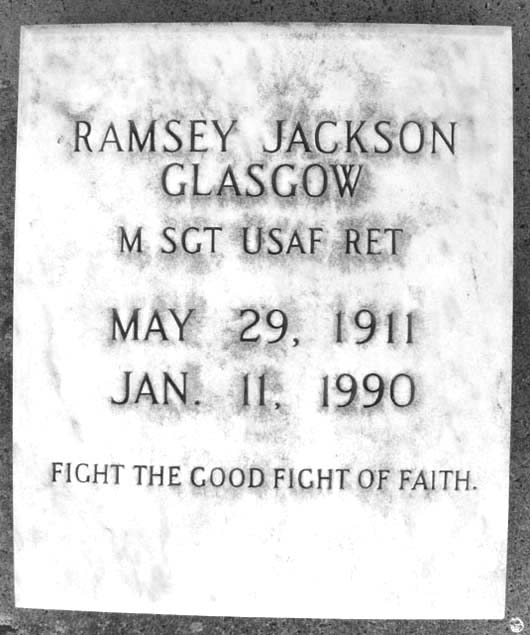 RAMSEY JACKSON
GLASGOW
M SGT USAF RET
MAY 29, 1911
JAN. 11, 1990
FIGHT THE GOOD FIGHT OF FAITH.